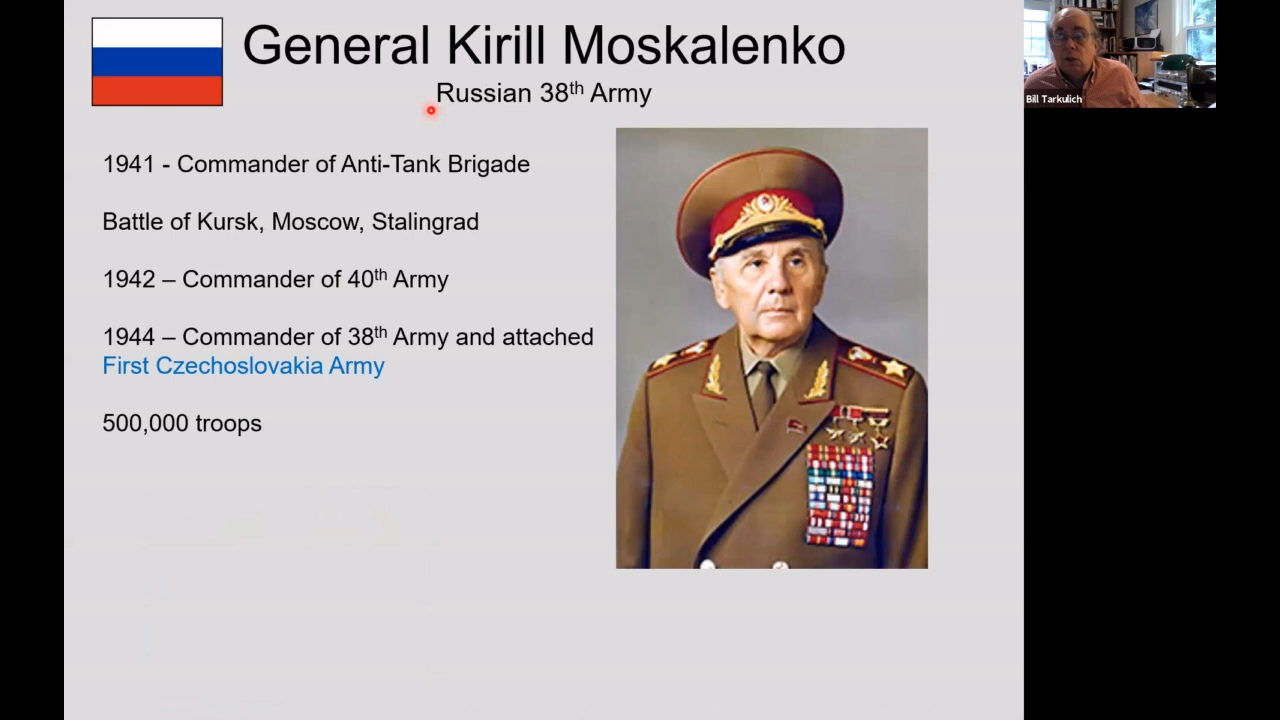 General Kirill Moskalenko
Russian 38th Army
1941 - Commander of Anti-Tank Brigade
Battle of Kursk, Moscow, Stalingrad
1942 – Commander of 40th Army
1944 – Commander of 38th Army and attached
First Czechoslovakia Army
500,000 troops
Bill Tarkulich